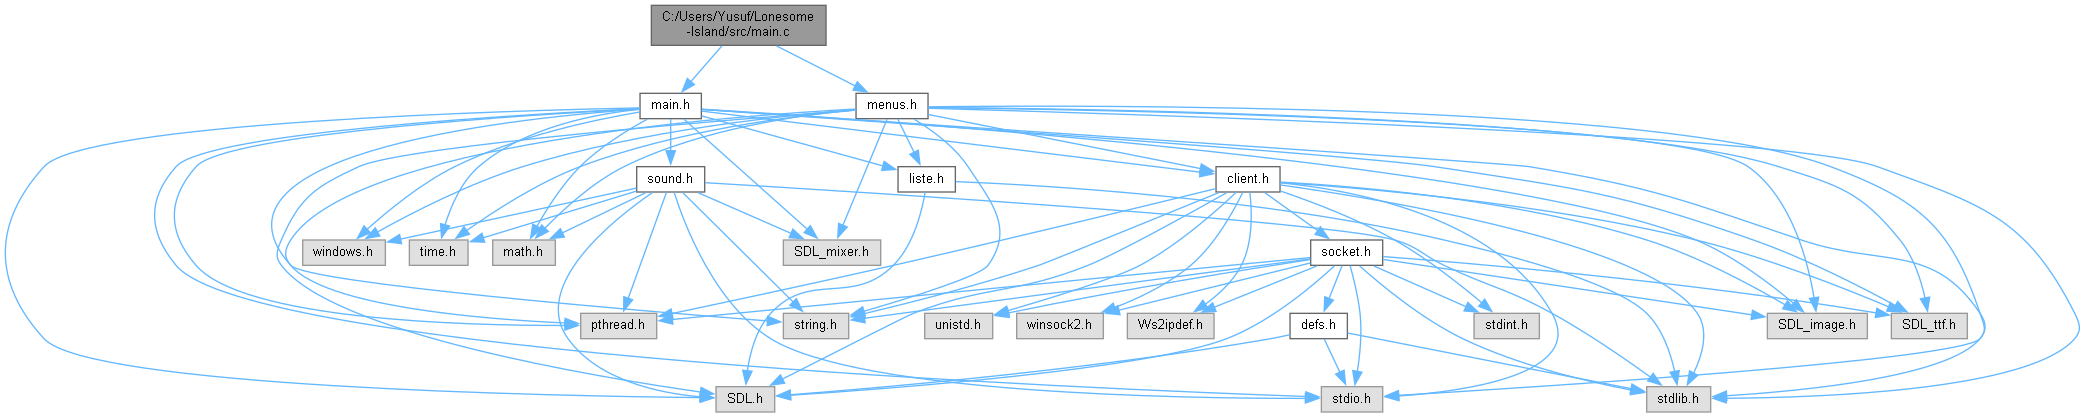 C:/Users/Yusuf/Lonesome
-Island/src/main.c
main.h
menus.h
sound.h
liste.h
client.h
windows.h
time.h
math.h
SDL_mixer.h
socket.h
pthread.h
string.h
unistd.h
winsock2.h
Ws2ipdef.h
defs.h
stdint.h
SDL_image.h
SDL_ttf.h
SDL.h
stdio.h
stdlib.h